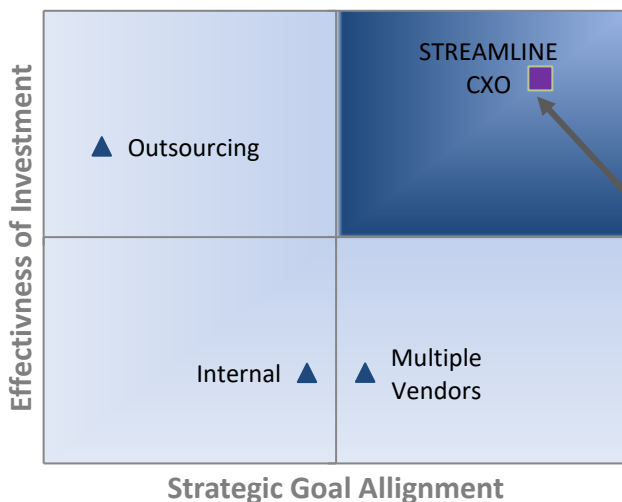 Effectivness of Investment
STREAMLINE
CXO
Outsourcing
Internal
Multiple
Vendors
Strategic Goal Allignment